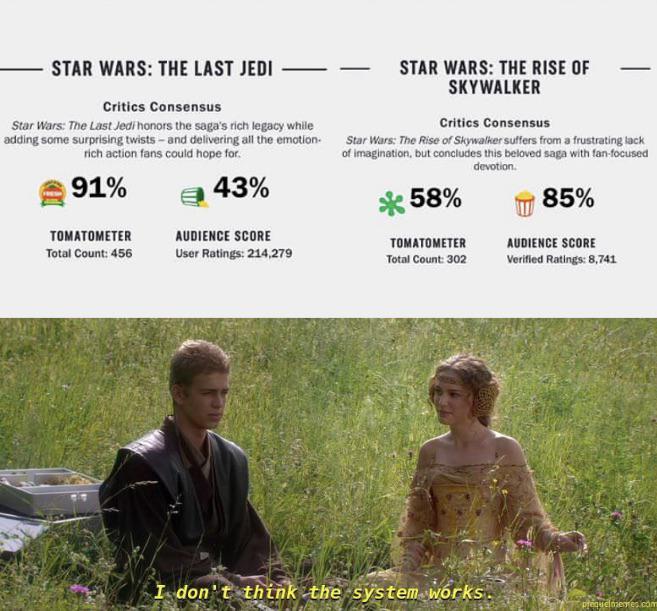 STAR WARS: THE LAST JEDI
Critics Consensus
Star Wars: The Last Jedi honors the saga's rich legacy while
adding some surprising twists – and delivering all the emotion-
rich action fans could hope for.
FRESH
91%
43%
TOMATOMETER
Total Count: 456
AUDIENCE SCORE
User Ratings: 214,279
STAR WARS: THE RISE OF
SKYWALKER
Critics Consensus
Star Wars: The Rise of Skywalker suffers from a frustrating lack
of imagination, but concludes this beloved saga with fan-focused
devotion.
58%
85%
TOMATOMETER
Total Count: 302
AUDIENCE SCORE
Verified Ratings: 8,741
I don't think the system works.
prequelmemes.com